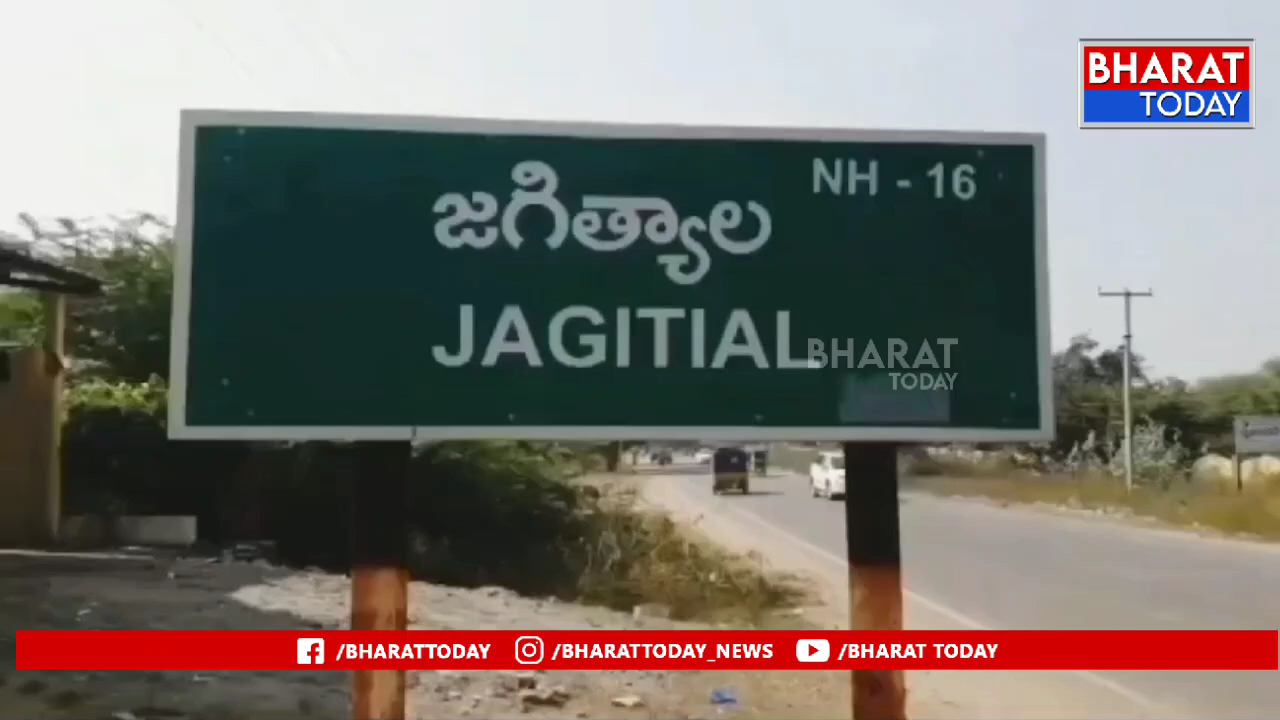 BHARAT
TODAY
NH - 16
జగిత్యాల
JAGITIAL
BHARAT
TODAY
/BHARATTODAY /BHARATTODAY_NEWS /BHARAT TODAY